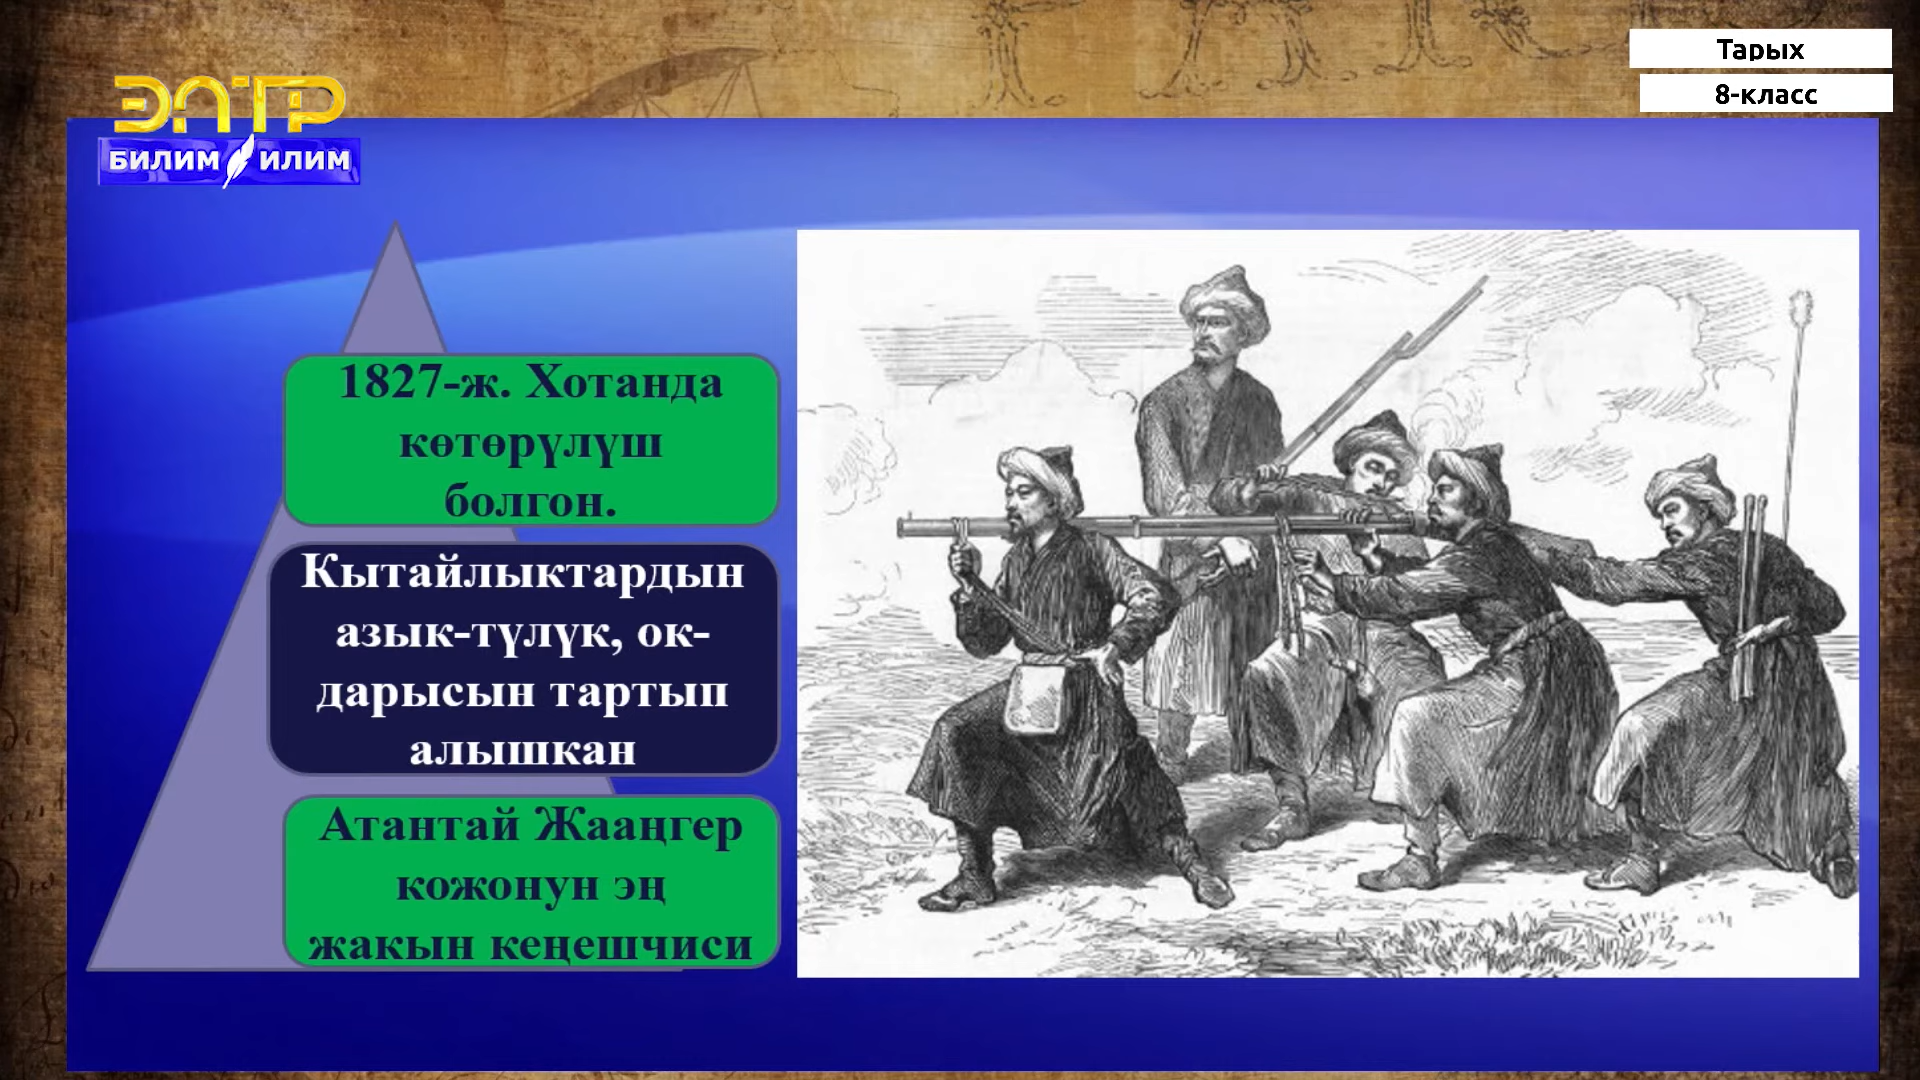 Тарых
8-класс
ЭЛТР
БИЛИМ ИЛИМ
1827-ж. Хотанда
көтөрүлүш
болгон.
Кытайлыктардын
азык-түлүк, ок-
дарысын тартып
алышкан
Атантай Жааңгер
кожонун эң
жакын кеңешчиси